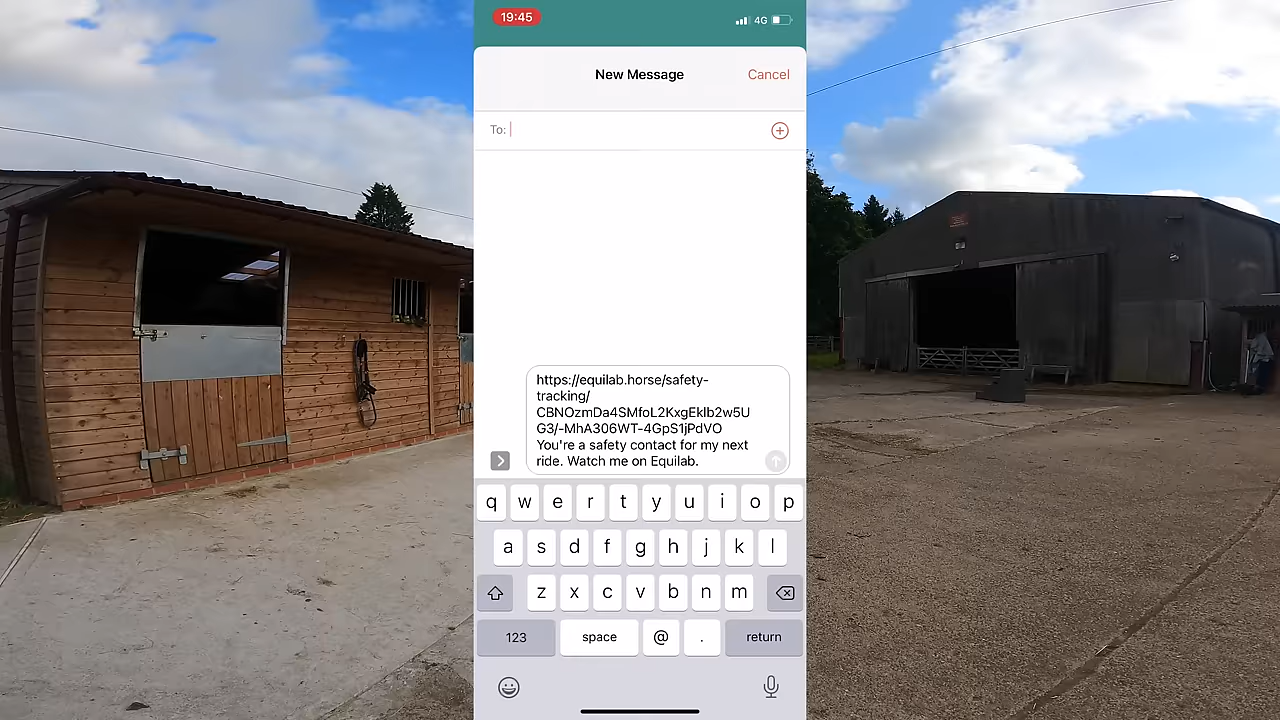 19:45
4G
New Message
Cancel
To:
https://equilab.horse/safety-
tracking/
CBNOzmDa4SMfoL2KxgEkIb2w5U
G3/-MhA306WT-4GpS1jPdVO
You're a safety contact for my next
ride. Watch me on Equilab.
q w e r t y u i o p
a s d f g h j k l
z x c v b n m
123 space @ . return